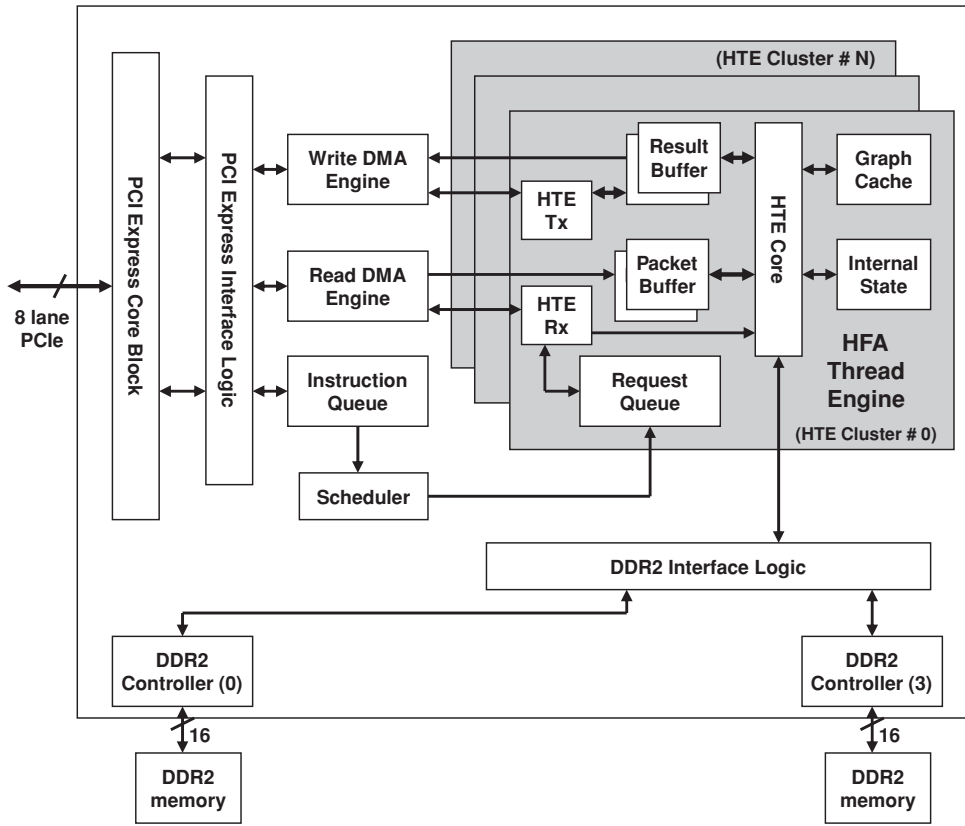 (HTE Cluster # N)
PCI Express Core Block
PCI Express Interface Logic
Write DMA
Engine
Result
Buffer
HTE Core
Graph
Cache
HTE
Tx
Read DMA
Engine
Packet
Buffer
Internal
State
8 lane
PCIe
HTE
Rx
HFA
Thread
Engine
(HTE Cluster # 0)
Instruction
Queue
Request
Queue
Scheduler
DDR2 Interface Logic
DDR2
Controller (0)
DDR2
Controller (3)
16
16
DDR2
memory
DDR2
memory